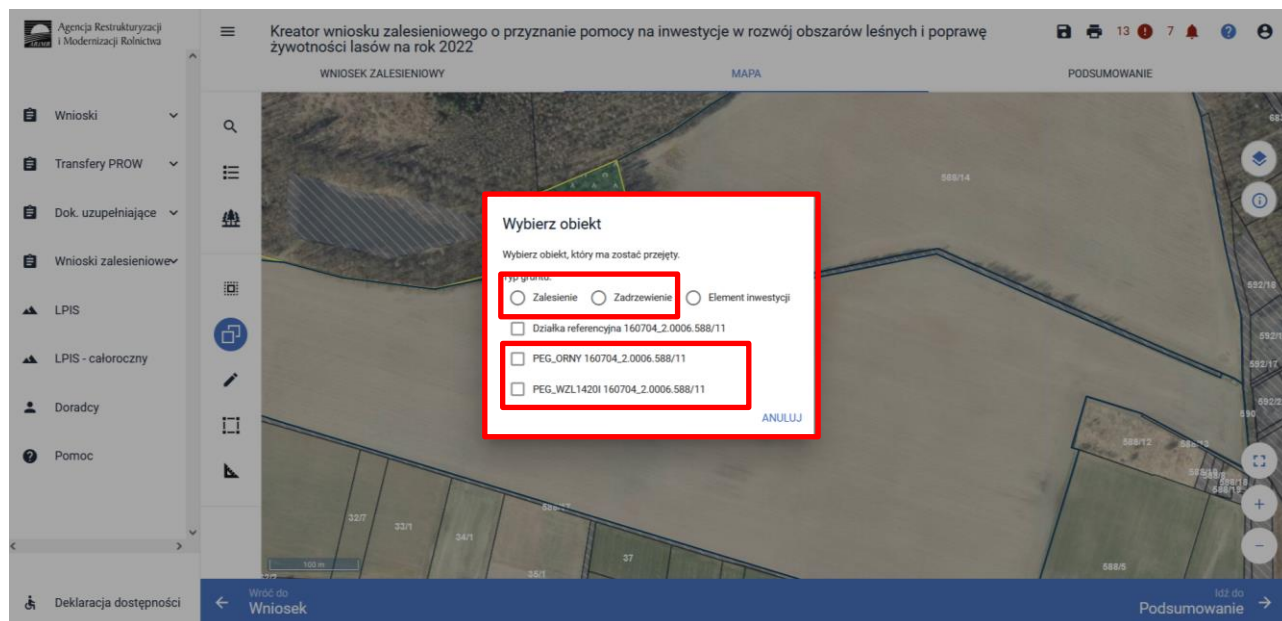 Agencja Restrukturyzacji
i Modernizacji Rolnictwa
Kreator wniosku zalesieniowego o przyznanie pomocy na inwestycje w rozwój obszarów leśnych i poprawę
żywotności lasów na rok 2022
13
7
WNIOSEK ZALESIENIOWY
MAPA
PODSUMOWANIE
Wnioski
Transfery PROW
Dok. uzupełniające
Wnioski zalesieniowe
LPIS
LPIS - całoroczny
Doradcy
Pomoc
Deklaracja dostępności
588/14
592/18
592/17
590
588/12
32/7
33/1
34/1
35/1
37
588/5
100 m
Wybierz obiekt
Wybierz obiekt, który ma zostać przejęty.
Typ gruntu:
Zalesienie
Zadrzewienie
Element inwestycji
Działka referencyjna 160704_2.0006.588/11
PEG_ORNY 160704_2.0006.588/11
PEG_WZL1420I 160704_2.0006.588/11
ANULUJ
Wróć do
Wniosek
Idź do
Podsumowanie